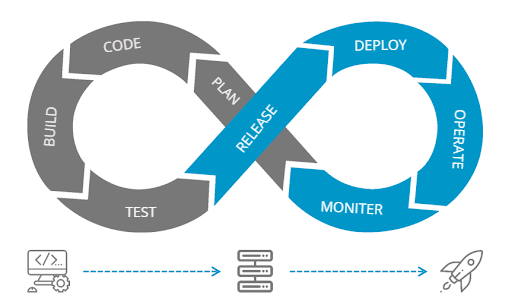 CODE
DEPLOY
PLAN
BUILD
RELEASE
OPERATE
TEST
MONITER
</>...